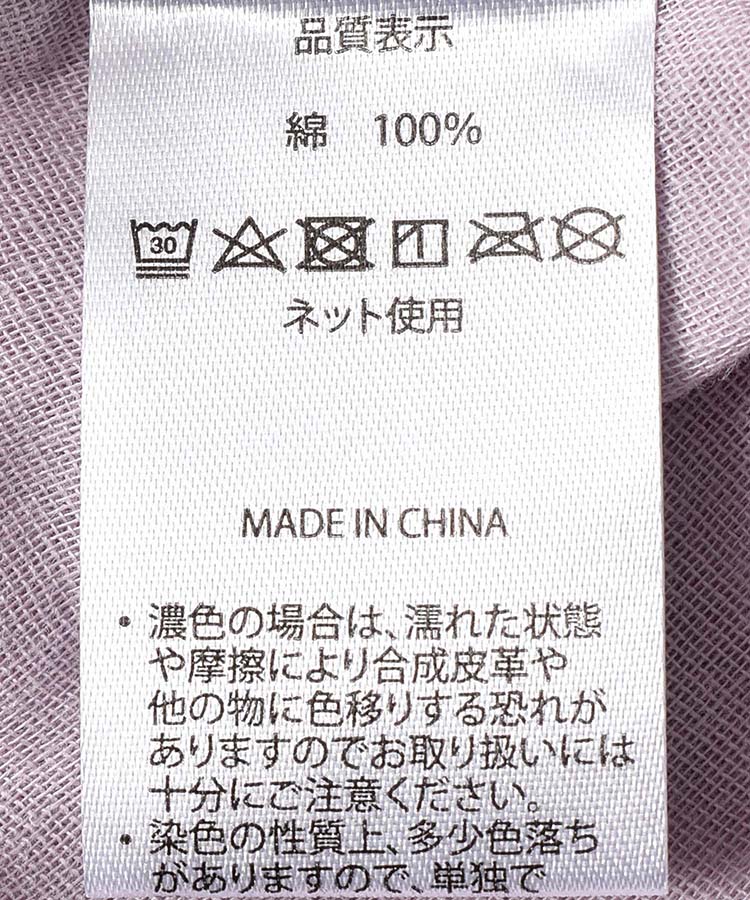 品質表示
綿 100%
30
ネット使用
MADE IN CHINA
・濃色の場合は、濡れた状態
や摩擦により合成皮革や
他の物に色移りする恐れが
ありますのでお取り扱いには
十分にご注意ください。
・染色の性質上、多少色落ち
がありますので、単独で